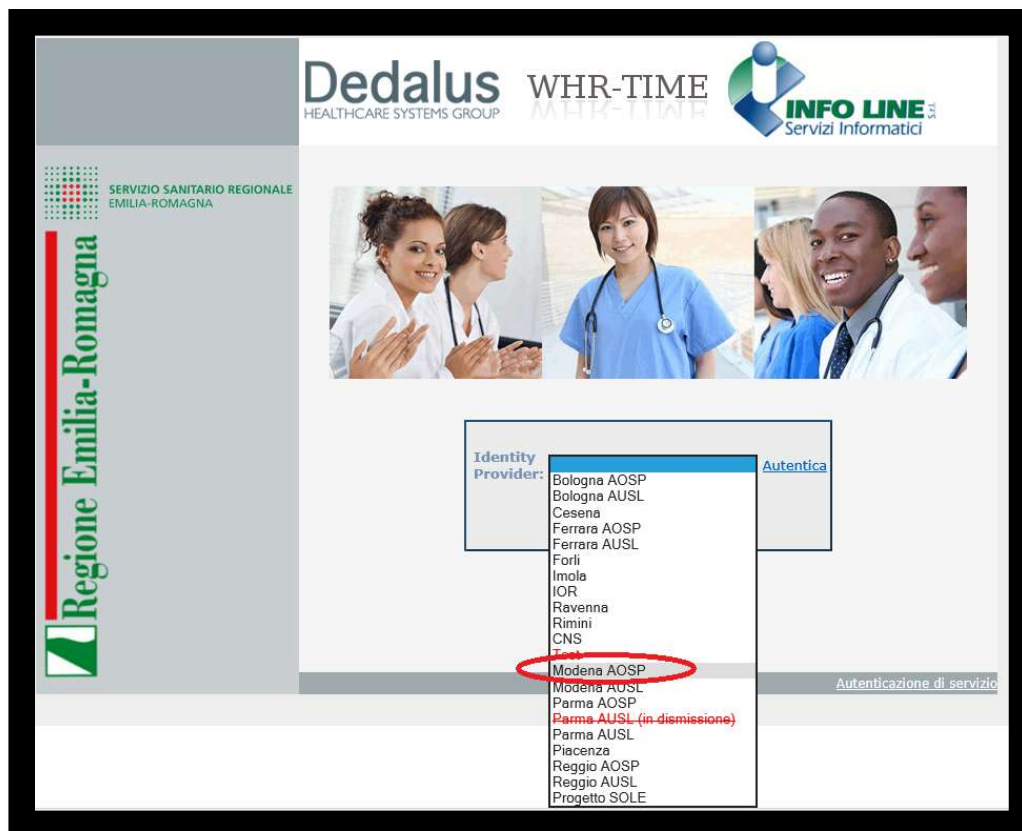 Dedalus
HEALTHCARE SYSTEMS GROUP
WHR-TIME
INFO LINE S.r.l.
Servizi Informatici
SERVIZIO SANITARIO REGIONALE
EMILIA-ROMAGNA
Regione Emilia-Romagna
Identity
Provider:
Autentica
Bologna AOSP
Bologna AUSL
Cesena
Ferrara AOSP
Ferrara AUSL
Forli
Imola
IOR
Ravenna
Rimini
CNS
Test
Modena AOSP
Modena AUSL
Parma AOSP
Parma AUSL (in dismissione)
Parma AUSL
Piacenza
Reggio AOSP
Reggio AUSL
Progetto SOLE
Autenticazione di servizio